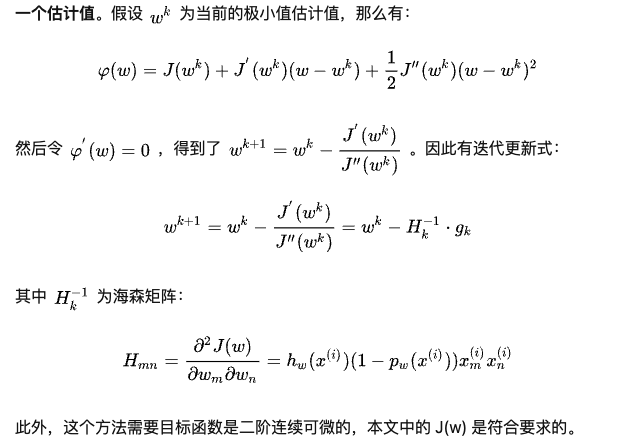 一个估计值。假设 w^k 为当前的极小值估计值，那么有：
φ(w) = J(w^k) + J′(w^k)(w − w^k) + \frac{1}{2}J″(w^k)(w − w^k)^2
然后令 φ′(w) = 0 ，得到了 w^{k+1} = w^k − \frac{J′(w^k)}{J″(w^k)} 。因此有迭代更新式：
w^{k+1} = w^k − \frac{J′(w^k)}{J″(w^k)} = w^k − H_k^{−1} · g_k
其中 H_k^{−1} 为海森矩阵：
H_{mn} = \frac{∂^2 J(w)}{∂w_m ∂w_n} = h_w(x^{(i)})(1 − p_w(x^{(i)}))x_m^{(i)} x_n^{(i)}
此外，这个方法需要目标函数是二阶连续可微的，本文中的 J(w) 是符合要求的。